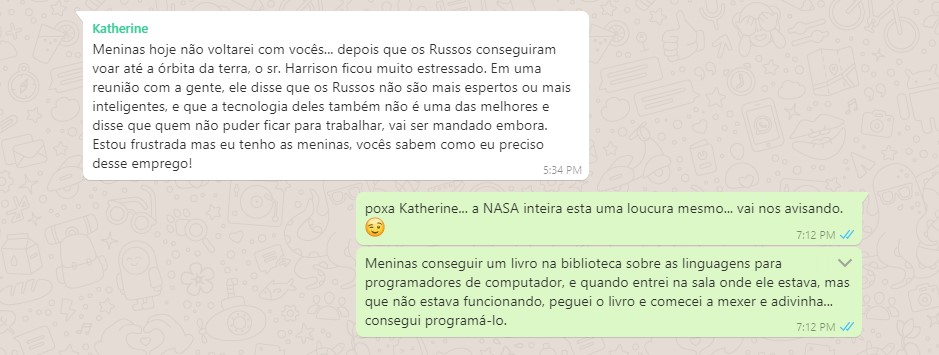 Katherine
Meninas hoje não voltarei com vocês... depois que os Russos conseguiram
voar até a órbita da terra, o sr. Harrison ficou muito estressado. Em uma
reunião com a gente, ele disse que os Russos não são mais espertos ou mais
inteligentes, e que a tecnologia deles também não é uma das melhores e
disse que quem não puder ficar para trabalhar, vai ser mandado embora.
Estou frustrada mas eu tenho as meninas, vocês sabem como eu preciso
desse emprego!
5:34 PM
poxa Katherine... a NASA inteira esta uma loucura mesmo... vai nos avisando.
😉
7:12 PM
Meninas conseguir um livro na biblioteca sobre as linguagens para
programadores de computador, e quando entrei na sala onde ele estava, mas
que não estava funcionando, peguei o livro e comecei a mexer e adivinha...
consegui programá-lo.
7:12 PM